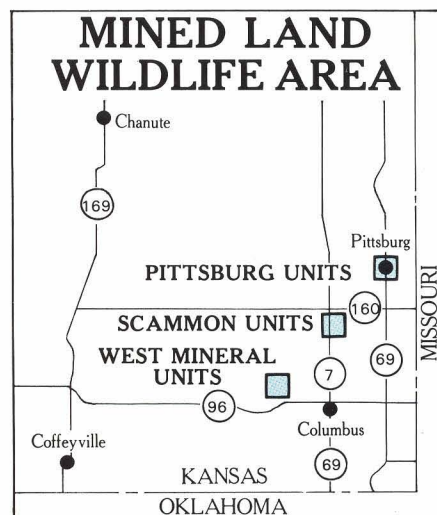 MINED LAND
WILDLIFE AREA
Chanute
169
Pittsburg
PITTSBURG UNITS
160
SCAMMON UNITS
MISSOURI
WEST MINERAL
UNITS
7
69
96
Columbus
Coffeyville
69
KANSAS
OKLAHOMA